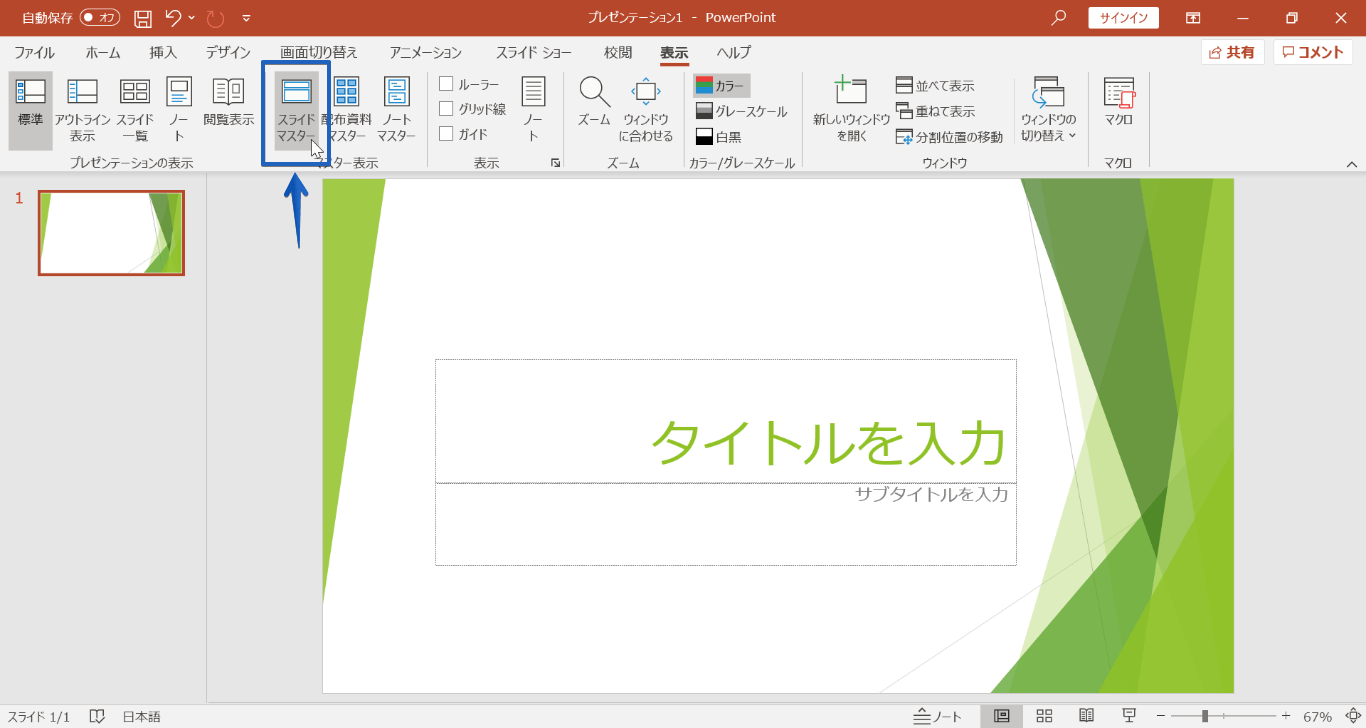 自動保存 オフ プレゼンテーション1 - PowerPoint サインイン
ファイル ホーム 挿入 デザイン 画面切り替え アニメーション スライド ショー 校閲 表示 ヘルプ 共有 コメント
標準
アウトライン
表示
スライド
一覧
ノー
ト
閲覧表示
プレゼンテーションの表示
スライド
マスター
配布資料
マスター
ノート
マスター
マスター表示
ルーラー
グリッド線
ガイド
ノー
ト
表示
ズーム
ウィンドウ
に合わせる
ズーム
カラー
グレースケール
白黒
カラー/グレースケール
新しいウィンドウ
を開く
並べて表示
重ねて表示
分割位置の移動
ウィンドウの
切り替え
ウィンドウ
マクロ
マクロ
1
タイトルを入力
サブタイトルを入力
スライド 1/1 日本語 ノート 67%